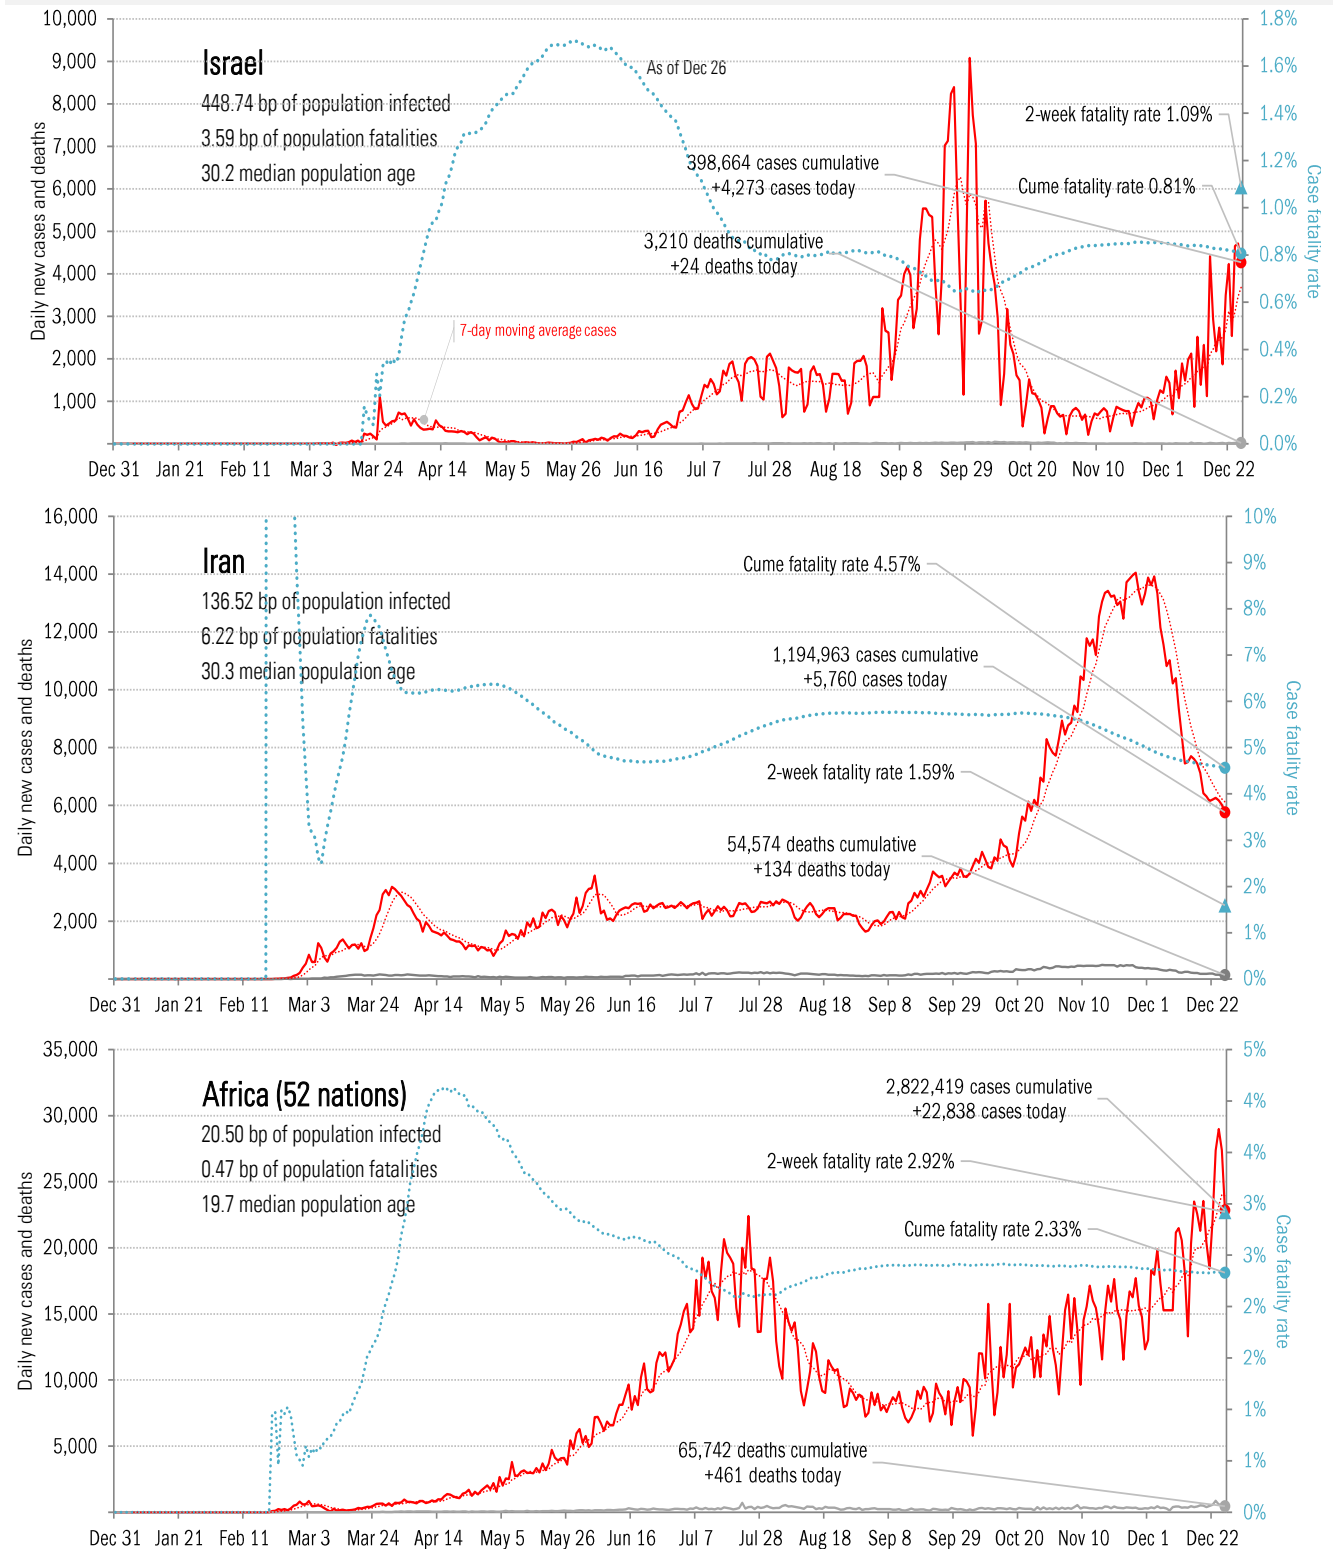 10,000
9,000
8,000
7,000
6,000
5,000
4,000
3,000
2,000
1,000
Daily new cases and deaths
Israel
448.74 bp of population infected
3.59 bp of population fatalities
30.2 median population age
As of Dec 26
2-week fatality rate 1.09%
398,664 cases cumulative
+4,273 cases today
Cume fatality rate 0.81%
3,210 deaths cumulative
+24 deaths today
7-day moving average cases
1.8%
1.6%
1.4%
1.2%
1.0%
0.8%
0.6%
0.4%
0.2%
0.0%
Case fatality rate
Dec 31 Jan 21 Feb 11 Mar 3 Mar 24 Apr 14 May 5 May 26 Jun 16 Jul 7 Jul 28 Aug 18 Sep 8 Sep 29 Oct 20 Nov 10 Dec 1 Dec 22
16,000
14,000
12,000
10,000
8,000
6,000
4,000
2,000
Daily new cases and deaths
Iran
136.52 bp of population infected
6.22 bp of population fatalities
30.3 median population age
Cume fatality rate 4.57%
1,194,963 cases cumulative
+5,760 cases today
2-week fatality rate 1.59%
54,574 deaths cumulative
+134 deaths today
10%
9%
8%
7%
6%
5%
4%
3%
2%
1%
0%
Case fatality rate
Dec 31 Jan 21 Feb 11 Mar 3 Mar 24 Apr 14 May 5 May 26 Jun 16 Jul 7 Jul 28 Aug 18 Sep 8 Sep 29 Oct 20 Nov 10 Dec 1 Dec 22
35,000
30,000
25,000
20,000
15,000
10,000
5,000
Daily new cases and deaths
Africa (52 nations)
20.50 bp of population infected
0.47 bp of population fatalities
19.7 median population age
2,822,419 cases cumulative
+22,838 cases today
2-week fatality rate 2.92%
Cume fatality rate 2.33%
65,742 deaths cumulative
+461 deaths today
5%
4%
4%
3%
3%
2%
2%
1%
1%
0%
Case fatality rate
Dec 31 Jan 21 Feb 11 Mar 3 Mar 24 Apr 14 May 5 May 26 Jun 16 Jul 7 Jul 28 Aug 18 Sep 8 Sep 29 Oct 20 Nov 10 Dec 1 Dec 22